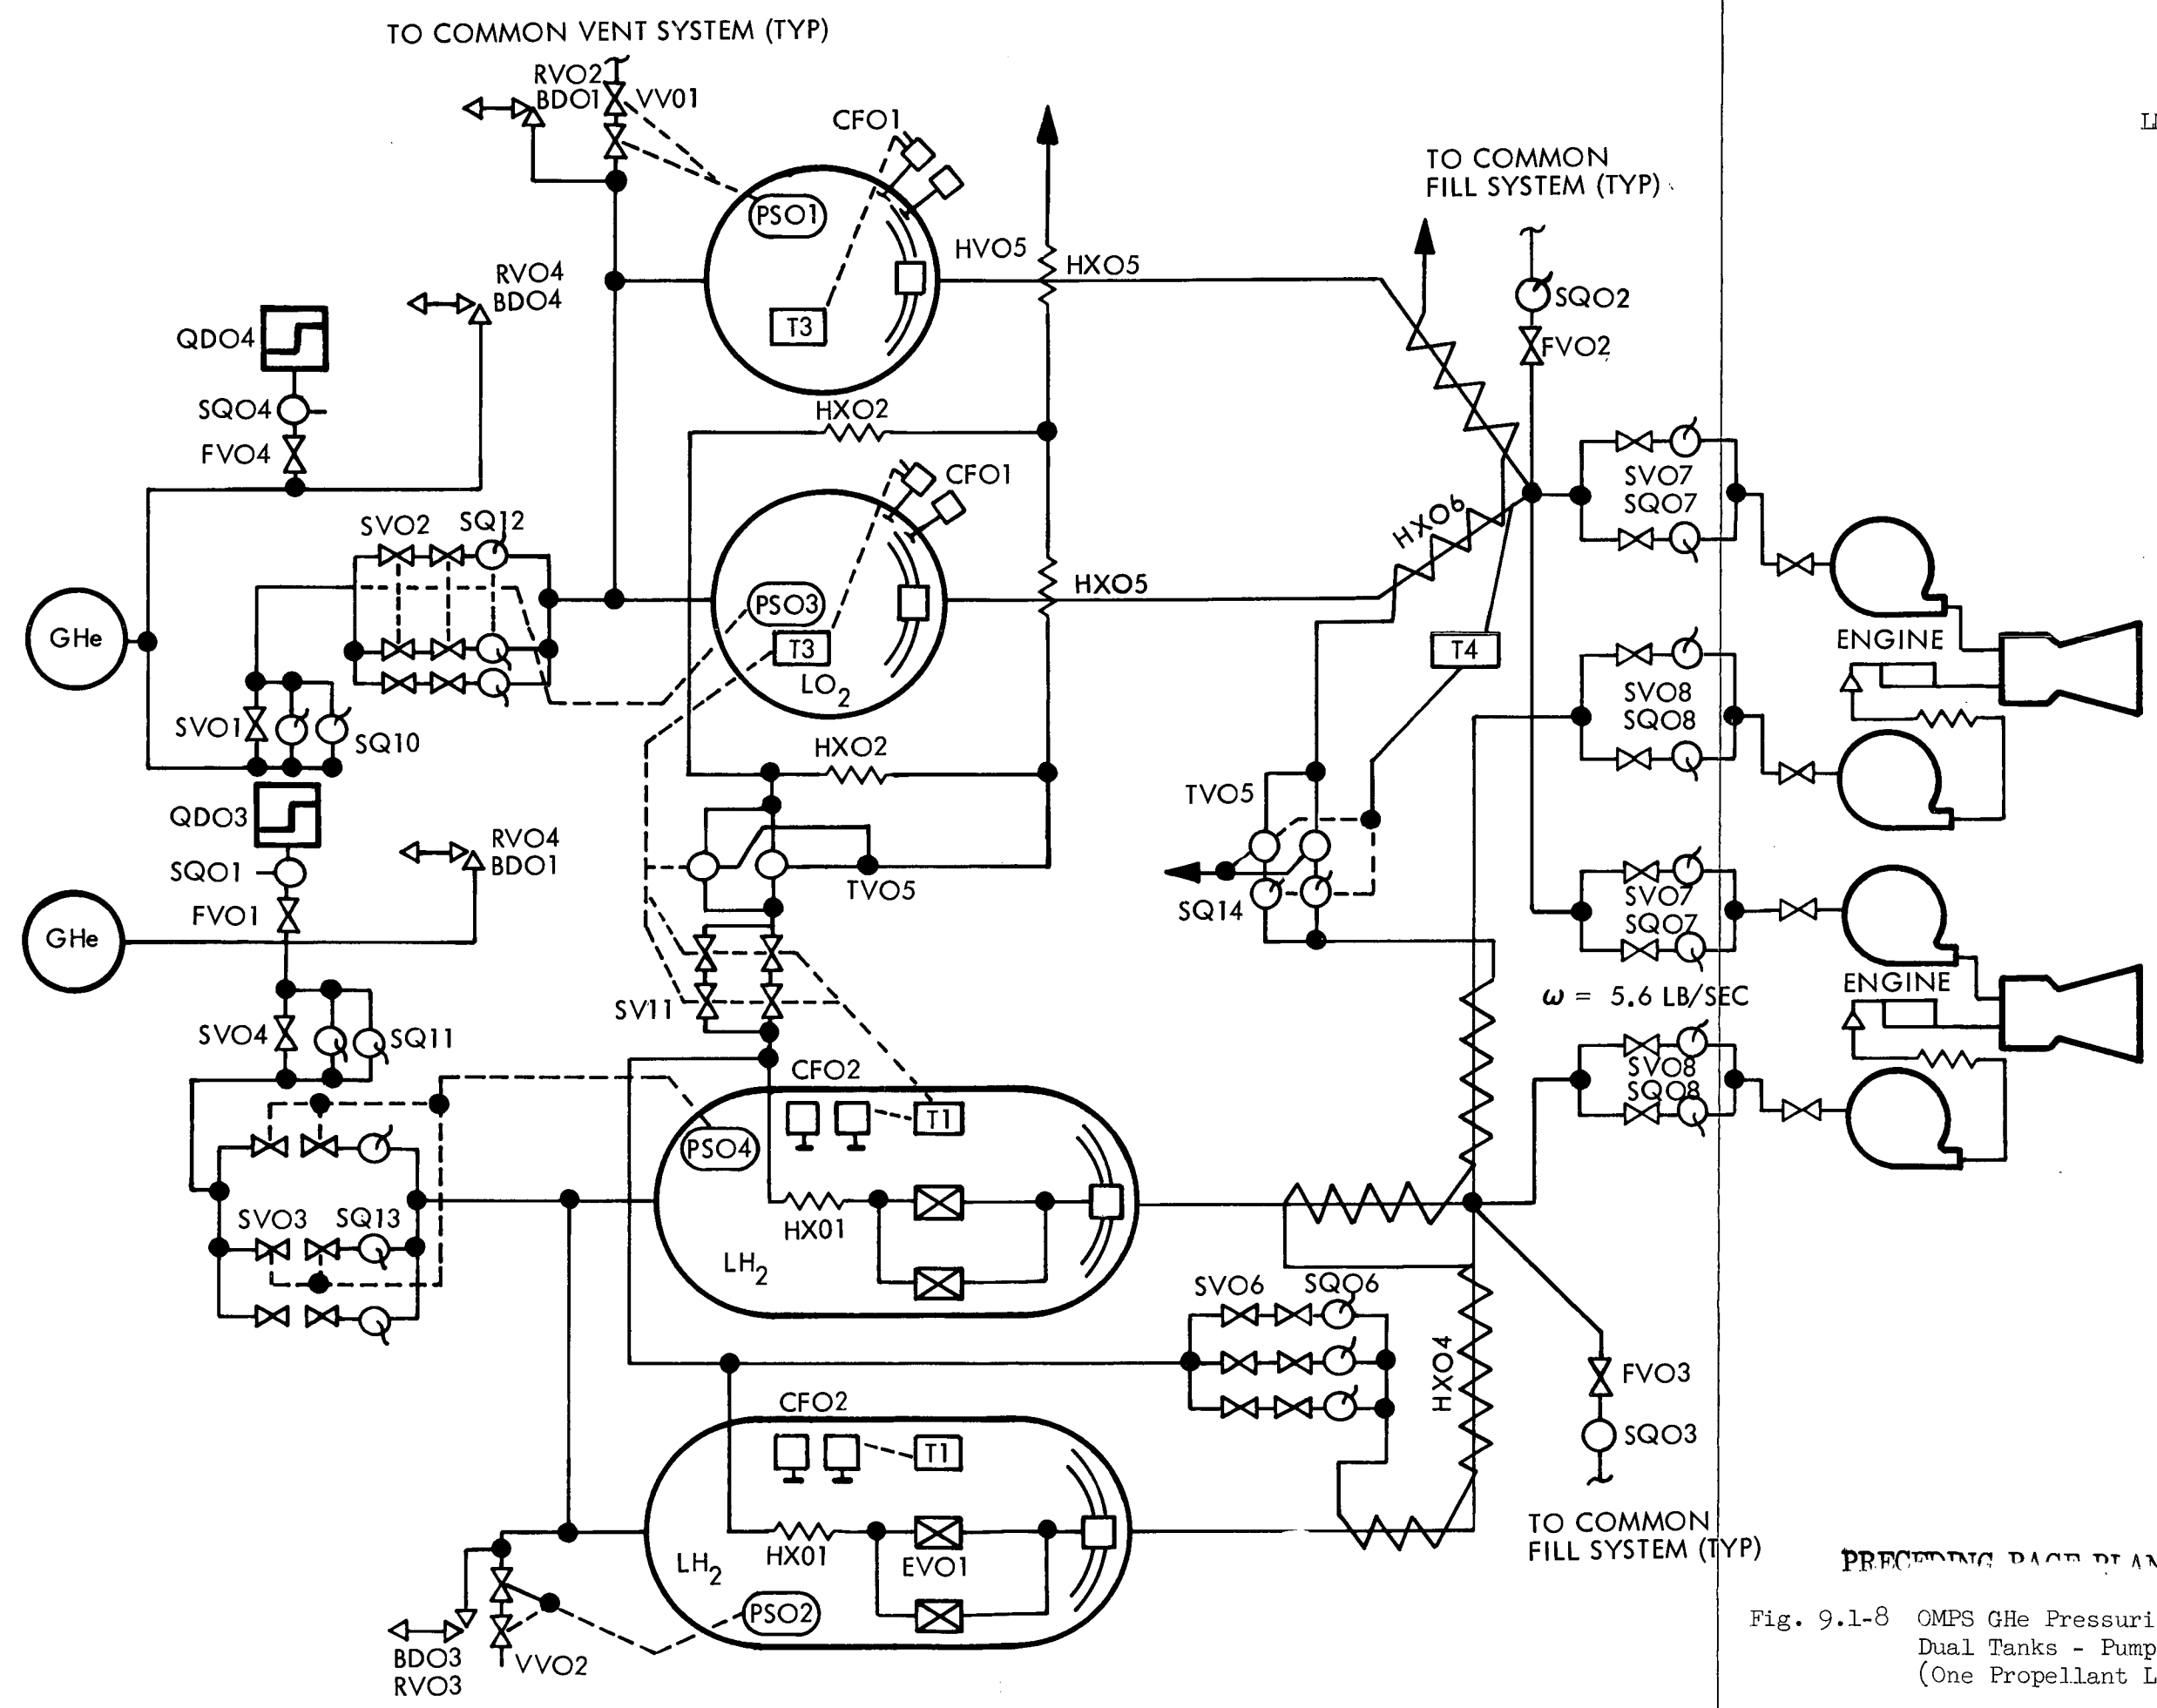 TO COMMON VENT SYSTEM (TYP)
RVO2
BDO1
VV01
CFO1
PSO1
T3
HVO5
HXO5
TO COMMON
FILL SYSTEM (TYP)
SQO2
FVO2
RVO4
BDO4
QDO4
SQO4
FVO4
HXO2
CFO1
SVO2
SQ12
PSO3
T3
LO2
HXO5
HXO6
T4
SVO7
SQO7
ENGINE
GHe
SVO1
SQ10
HXO2
SVO8
SQO8
QDO3
SQO1
FVO1
RVO4
BDO1
TVO5
TVO5
SQ14
SVO7
SQO7
GHe
ENGINE
ω = 5.6 LB/SEC
SVO4
SQ11
SV11
CFO2
T1
PSO4
SVO8
SQO8
SVO3
SQ13
HX01
LH2
SVO6
SQO6
HXO4
FVO3
SQO3
CFO2
T1
HX01
EVO1
LH2
PSO2
TO COMMON
FILL SYSTEM (TYP)
BDO3
RVO3
VVO2
Fig. 9.1-8 OMPS GHe Pressuri
Dual Tanks - Pump
(One Propellant L